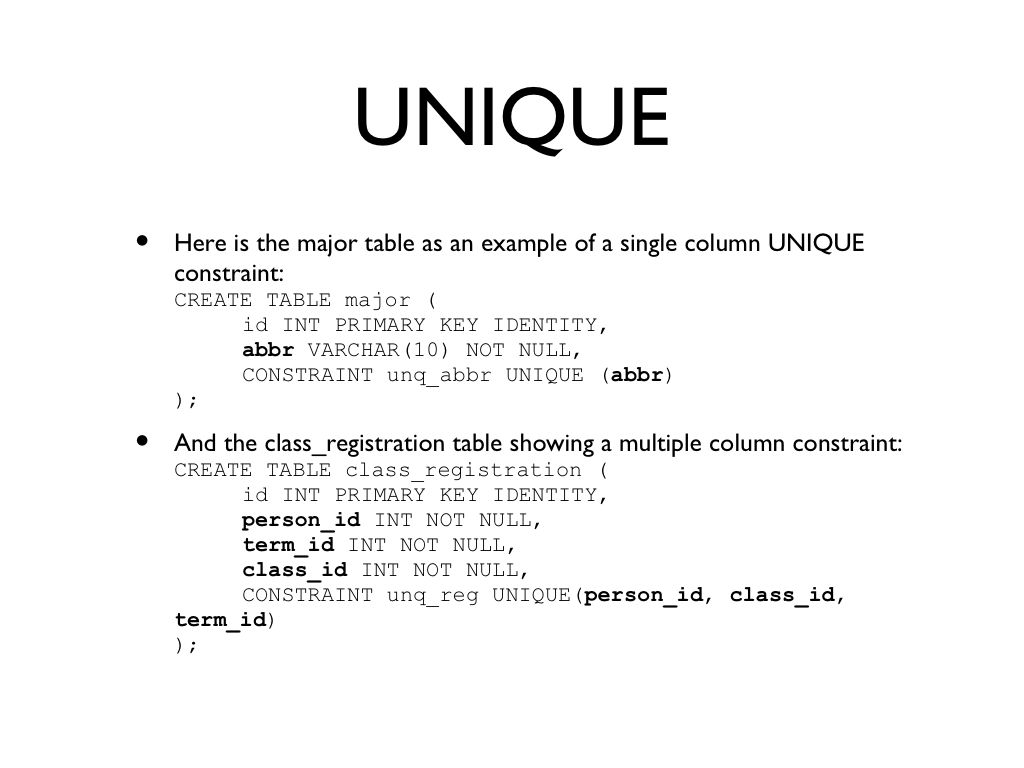 UNIQUE
• Here is the major table as an example of a single column UNIQUE
constraint:
CREATE TABLE major (
id INT PRIMARY KEY IDENTITY,
abbr VARCHAR(10) NOT NULL,
CONSTRAINT unq_abbr UNIQUE (abbr)
);
• And the class_registration table showing a multiple column constraint:
CREATE TABLE class_registration (
id INT PRIMARY KEY IDENTITY,
person_id INT NOT NULL,
term_id INT NOT NULL,
class_id INT NOT NULL,
CONSTRAINT unq_reg UNIQUE(person_id, class_id,
term_id)
);